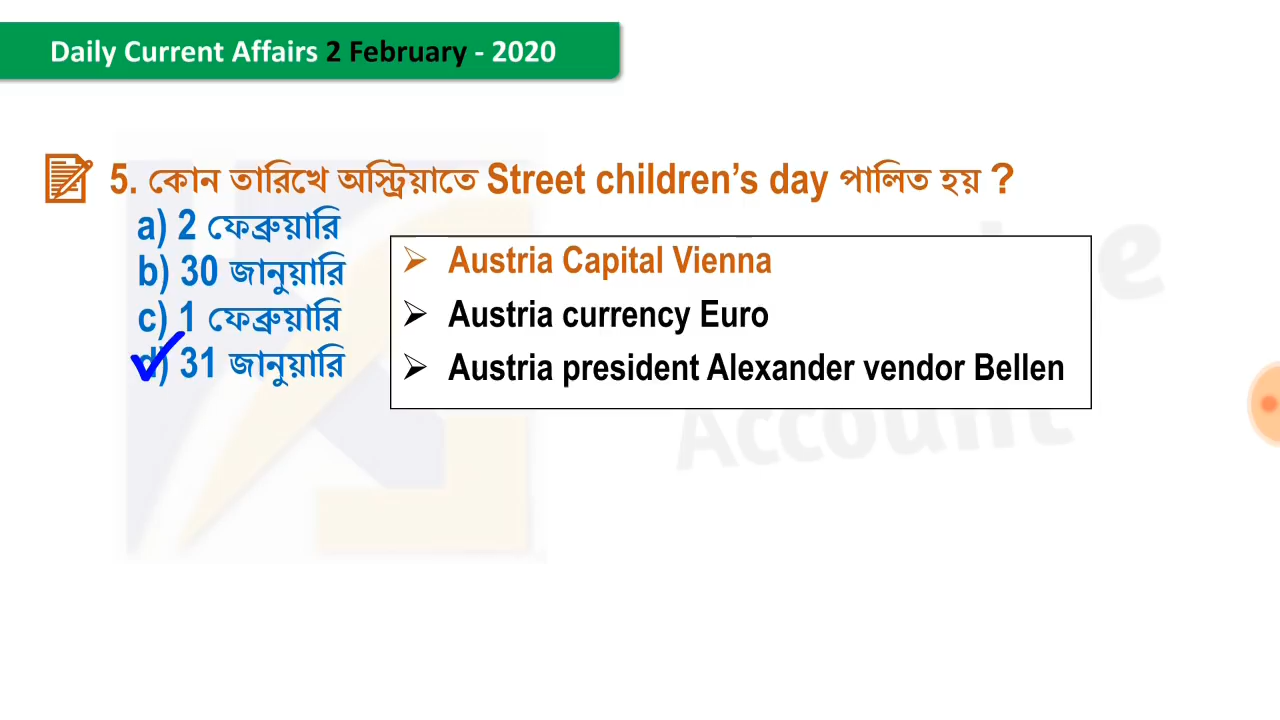 Daily Current Affairs 2 February - 2020
5. কোন তারিখে অস্ট্রিয়াতে Street children’s day পালিত হয় ?
a) 2 ফেব্রুয়ারি
b) 30 জানুয়ারি
c) 1 ফেব্রুয়ারি
d) 31 জানুয়ারি
Austria Capital Vienna
Austria currency Euro
Austria president Alexander vendor Bellen
Account